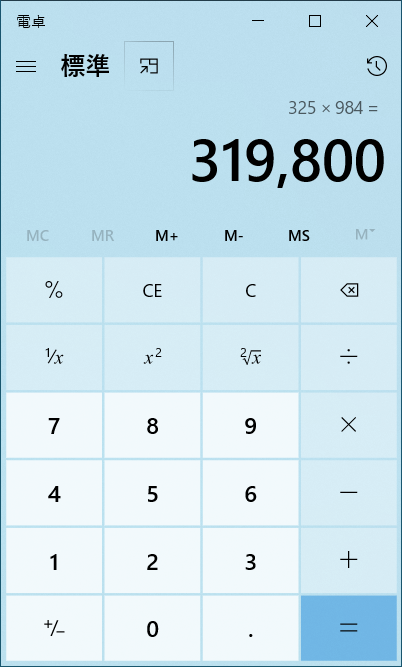 電卓
標準
325 × 984 =
319,800
MC MR M+ M- MS M˅
% CE C
¹/x x² ²√x ÷
7 8 9 ×
4 5 6 −
1 2 3 +
+/− 0 . =